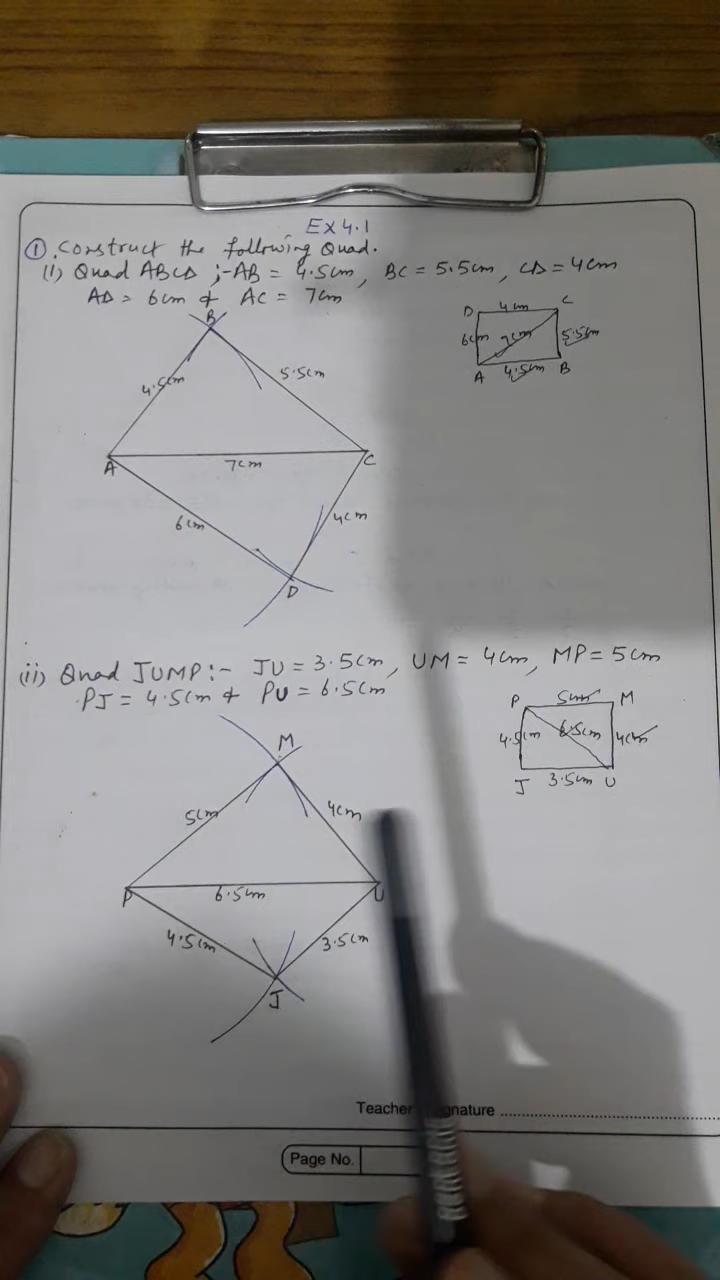 Ex 4.1
① Construct the following Quad.
(i) Quad ABCD ;- AB = 4.5cm, BC = 5.5cm, CD = 4cm
AD = 6cm & AC = 7cm
B
4.5cm
5.5cm
A
7cm
C
6cm
4cm
D
D 4cm C
6cm 7cm 5.5cm
A 4.5cm B
(ii) Quad JUMP :- JU = 3.5cm, UM = 4cm, MP = 5cm
PJ = 4.5cm & PU = 6.5cm
M
5cm
4cm
P
6.5cm
U
4.5cm
3.5cm
J
P 5cm M
4.5cm 6.5cm 4cm
J 3.5cm U
Teacher
Page No.